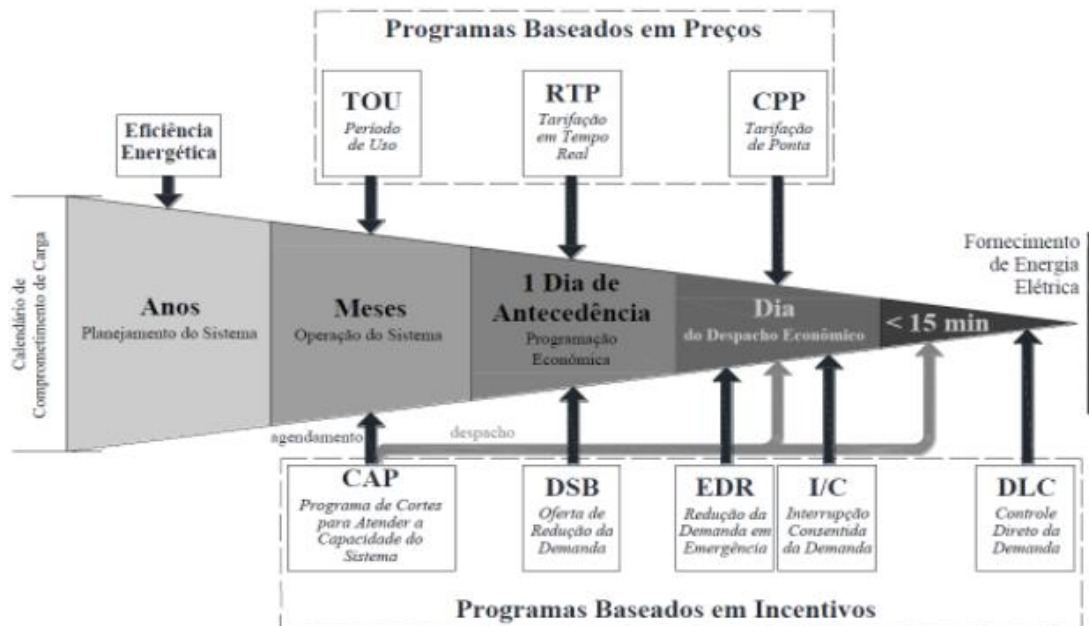 Programas Baseados em Preços
TOU
Período
de Uso
RTP
Tarifação
em Tempo
Real
CPP
Tarifação
de Ponta
Eficiência
Energética
Calendário de
Comprometimento de Carga
Anos
Planejamento do Sistema
Meses
Operação do Sistema
1 Dia de
Antecedência
Programação
Econômica
Dia
do Despacho Econômico
< 15 min
Fornecimento
de Energia
Elétrica
agendamento
despacho
CAP
Programa de Cortes
para Atender a
Capacidade do
Sistema
DSB
Oferta de
Redução da
Demanda
EDR
Redução da
Demanda em
Emergência
I/C
Interrupção
Consentida
da Demanda
DLC
Controle
Direto da
Demanda
Programas Baseados em Incentivos